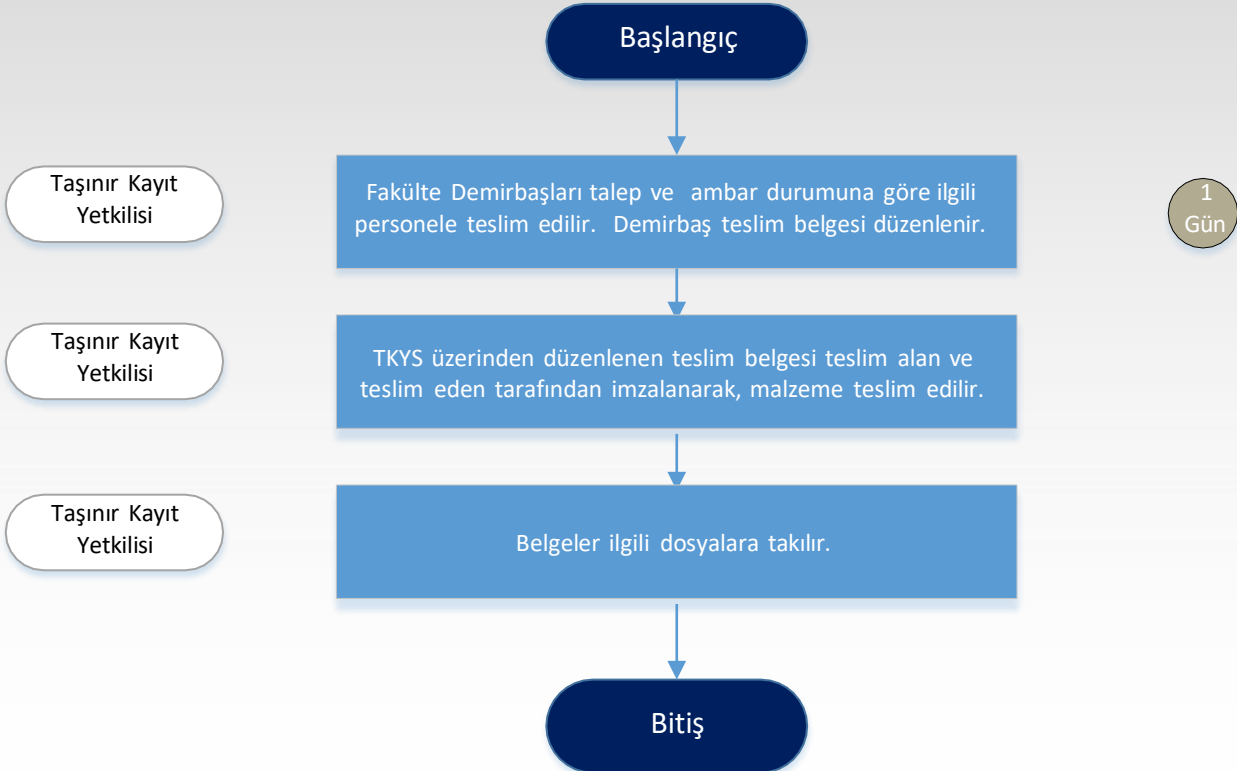 Başlangıç
Taşınır Kayıt
Yetkilisi
Fakülte Demirbaşları talep ve ambar durumuna göre ilgili
personele teslim edilir. Demirbaş teslim belgesi düzenlenir.
1
Gün
Taşınır Kayıt
Yetkilisi
TKYS üzerinden düzenlenen teslim belgesi teslim alan ve
teslim eden tarafından imzalanarak, malzeme teslim edilir.
Taşınır Kayıt
Yetkilisi
Belgeler ilgili dosyalara takılır.
Bitiş